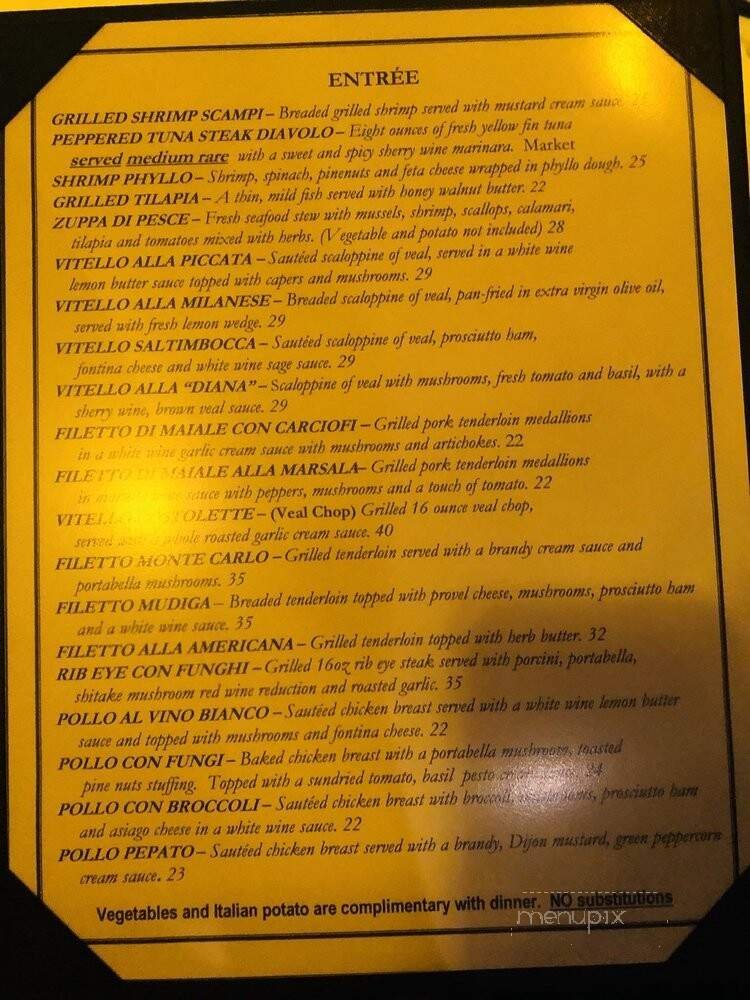 ENTRÉE
GRILLED SHRIMP SCAMPI – Breaded grilled shrimp served with mustard cream sauce.
PEPPERED TUNA STEAK DIAVOLO – Eight ounces of fresh yellow fin tuna
served medium rare with a sweet and spicy sherry wine marinara. Market
SHRIMP PHYLLO – Shrimp, spinach, pinenuts and feta cheese wrapped in phyllo dough. 25
GRILLED TILAPIA – A thin, mild fish served with honey walnut butter. 22
ZUPPA DI PESCE – Fresh seafood stew with mussels, shrimp, scallops, calamari,
tilapia and tomatoes mixed with herbs. (Vegetable and potato not included) 28
VITELLO ALLA PICCATA – Sautéed scaloppine of veal, served in a white wine
lemon butter sauce topped with capers and mushrooms. 29
VITELLO ALLA MILANESE – Breaded scaloppine of veal, pan-fried in extra virgin olive oil,
served with fresh lemon wedge. 29
VITELLO SALTIMBOCCA – Sautéed scaloppine of veal, prosciutto ham,
fontina cheese and white wine sage sauce. 29
VITELLO ALLA "DIANA" – Scaloppine of veal with mushrooms, fresh tomato and basil, with a
sherry wine, brown veal sauce. 29
FILETTO DI MAIALE CON CARCIOFI – Grilled pork tenderloin medallions
in a white wine garlic cream sauce with mushrooms and artichokes. 22
FILETTO DI MAIALE ALLA MARSALA – Grilled pork tenderloin medallions
in sauce with peppers, mushrooms and a touch of tomato. 22
(Veal Chop) Grilled 16 ounce veal chop,
served whole roasted garlic cream sauce. 40
FILETTO MONTE CARLO – Grilled tenderloin served with a brandy cream sauce and
portabella mushrooms. 35
FILETTO MUDIGA – Breaded tenderloin topped with provel cheese, mushrooms, prosciutto ham
and a white wine sauce. 35
FILETTO ALLA AMERICANA – Grilled tenderloin topped with herb butter. 32
RIB EYE CON FUNGHI – Grilled 16oz rib eye steak served with porcini, portabella,
shitake mushroom red wine reduction and roasted garlic. 35
POLLO AL VINO BIANCO – Sautéed chicken breast served with a white wine lemon butter
sauce and topped with mushrooms and fontina cheese. 22
POLLO CON FUNGI – Baked chicken breast with a portabella mushroom, toasted
pine nuts stuffing. Topped with a sundried tomato, basil pesto cream sauce. 24
POLLO CON BROCCOLI – Sautéed chicken breast with broccoli, mushrooms, prosciutto ham
and asiago cheese in a white wine sauce. 22
POLLO PEPATO – Sautéed chicken breast served with a brandy, Dijon mustard, green peppercorn
cream sauce. 23
Vegetables and Italian potato are complimentary with dinner. NO substitutions
menupix